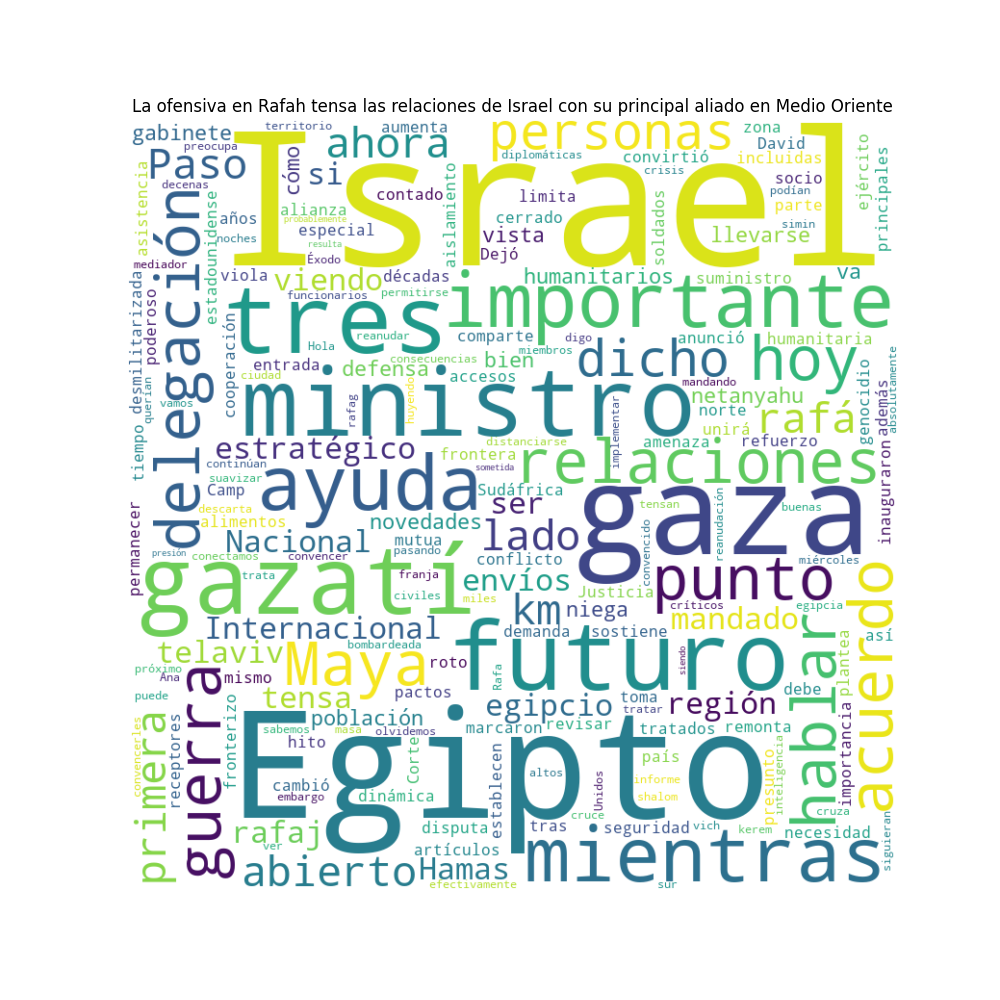 La ofensiva en Rafah tensa las relaciones de Israel con su principal aliado en Medio Oriente
territorio
aumenta
personas
zona
gabinete
preocupa
ahora
diplomáticas
convirtió
David
incluidas
crisis
Israel
Paso
cómo
si
contado
limita
socio
ejército
principales
decenas
asistencia
estadounidense
alianza
probablemente
años
especial
aislamiento
cerrado
soldados
parte
podían
simin
noches
resulta
vista
Dejó
llevarse
mediador
Éxodo
viola
viendo
décadas
humanitarios
suministro
va
delegación
poderoso
desmilitarizada
funcionarios
permitirse
importante
tres
reanudar
comparte
anunció
humanitaria
Hola
miembros
digo
cooperación
entrada
consecuencias
defensa
bien
dicho
hoy
ciudad
accesos
mandando
absolutamente
querían
vamos
ministro
netanyahu
genocidio
además
rafag
huyendo
norte
rafá
tiempo
unirá
distanciarse
implementar
amenaza
refuerzo
estratégico
frontera
relaciones
continúan
sometida
suavizar
ayuda
gaza
inauguraron
Camp
Sudáfrica
descarta
ser
tensan
buenas
permanecer
alimentos
novedades
lado
convencido
reanudación
Nacional
mutua
presión
conectamos
convencer
pasando
conflicto
miércoles
gazatí
trata
franja
envíos
punto
civiles
miles
Justicia
críticos
egipcia
km
niega
mandado
acuerdo
Internacional
demanda
sostiene
telaviv
bombardeada
futuro
plantea
así
Maya
roto
siendo
hablar
próximo
Ana
mismo
guerra
puede
tensa
pactos
Rafa
toma
región
debe
egipcio
tratar
población
marcaron
revisar
tratados
remonta
importancia
primera
receptores
fronterizo
sabemos
masa
olvidemos
Egipto
hito
Corte
país
convencerles
cambió
altos
Unidos
informe
presunto
inteligencia
embargo
dinámica
establecen
shalom
cruce
cruza
rafaj
disputa
tras
seguridad
vich
kerem
necesidad
ver
artículos
mientras
siguieran
abierto
Hamas
efectivamente
sur